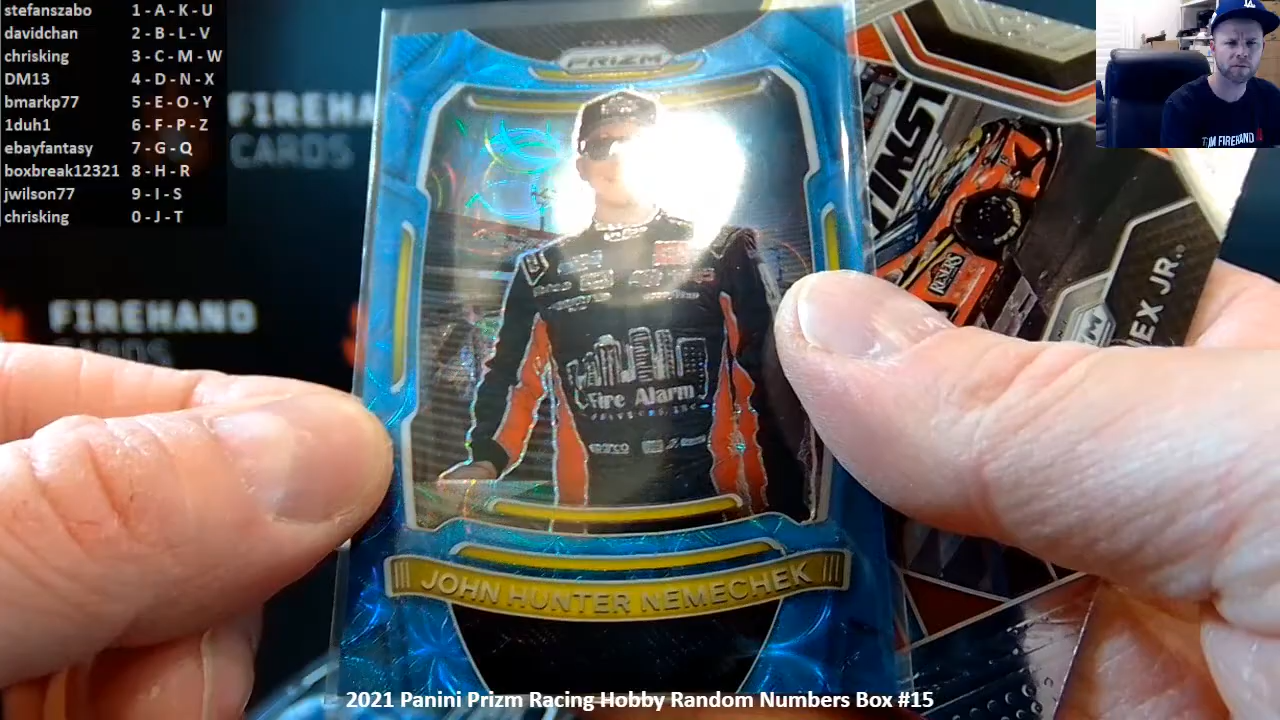 stefanszabo 1 - A - K - U
davidchan 2 - B - L - V
chrisking 3 - C - M - W
DM13 4 - D - N - X
bmarkp77 5 - E - O - Y
1duh1 6 - F - P - Z
ebayfantasy 7 - G - Q
boxbreak12321 8 - H - R
jwilson77 9 - I - S
chrisking 0 - J - T
FIREHA
CARDS
FIREHAND
CARDS
PRIZM
Fire Alarm
JOHN HUNTER NEMECHEK
EX JR.
FIREHAND
2021 Panini Prizm Racing Hobby Random Numbers Box #15